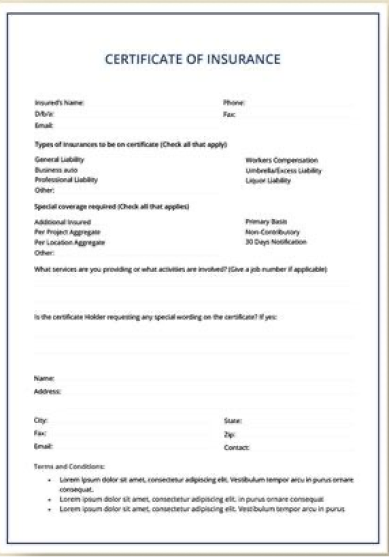 CERTIFICATE OF INSURANCE
Insured's Name: Phone:
D/b/a: Fax:
Email:
Types of Insurances to be on certificate (Check all that apply)
General Liability Workers Compensation
Business auto Umbrella/Excess Liability
Professional Liability Liquor Liability
Other:
Special coverage required (Check all that applies)
Additional Insured Primary Basis
Per Project Aggregate Non-Contributory
Per Location Aggregate 30 Days Notification
Other:
What services are you providing or what activities are involved? (Give a job number if applicable)
Is the certificate Holder requesting any special wording on the certificate? If yes:
Name:
Address:
City: State:
Fax: Zip:
Email: Contact:
Terms and Conditions:
• Lorem ipsum dolor sit amet, consectetur adipiscing elit. Vestibulum tempor arcu in purus ornare
consequat.
• Lorem ipsum dolor sit amet, consectetur adipiscing elit. in purus ornare consequat
• Lorem ipsum dolor sit amet, consectetur adipiscing elit. Vestibulum tempor arcu in purus